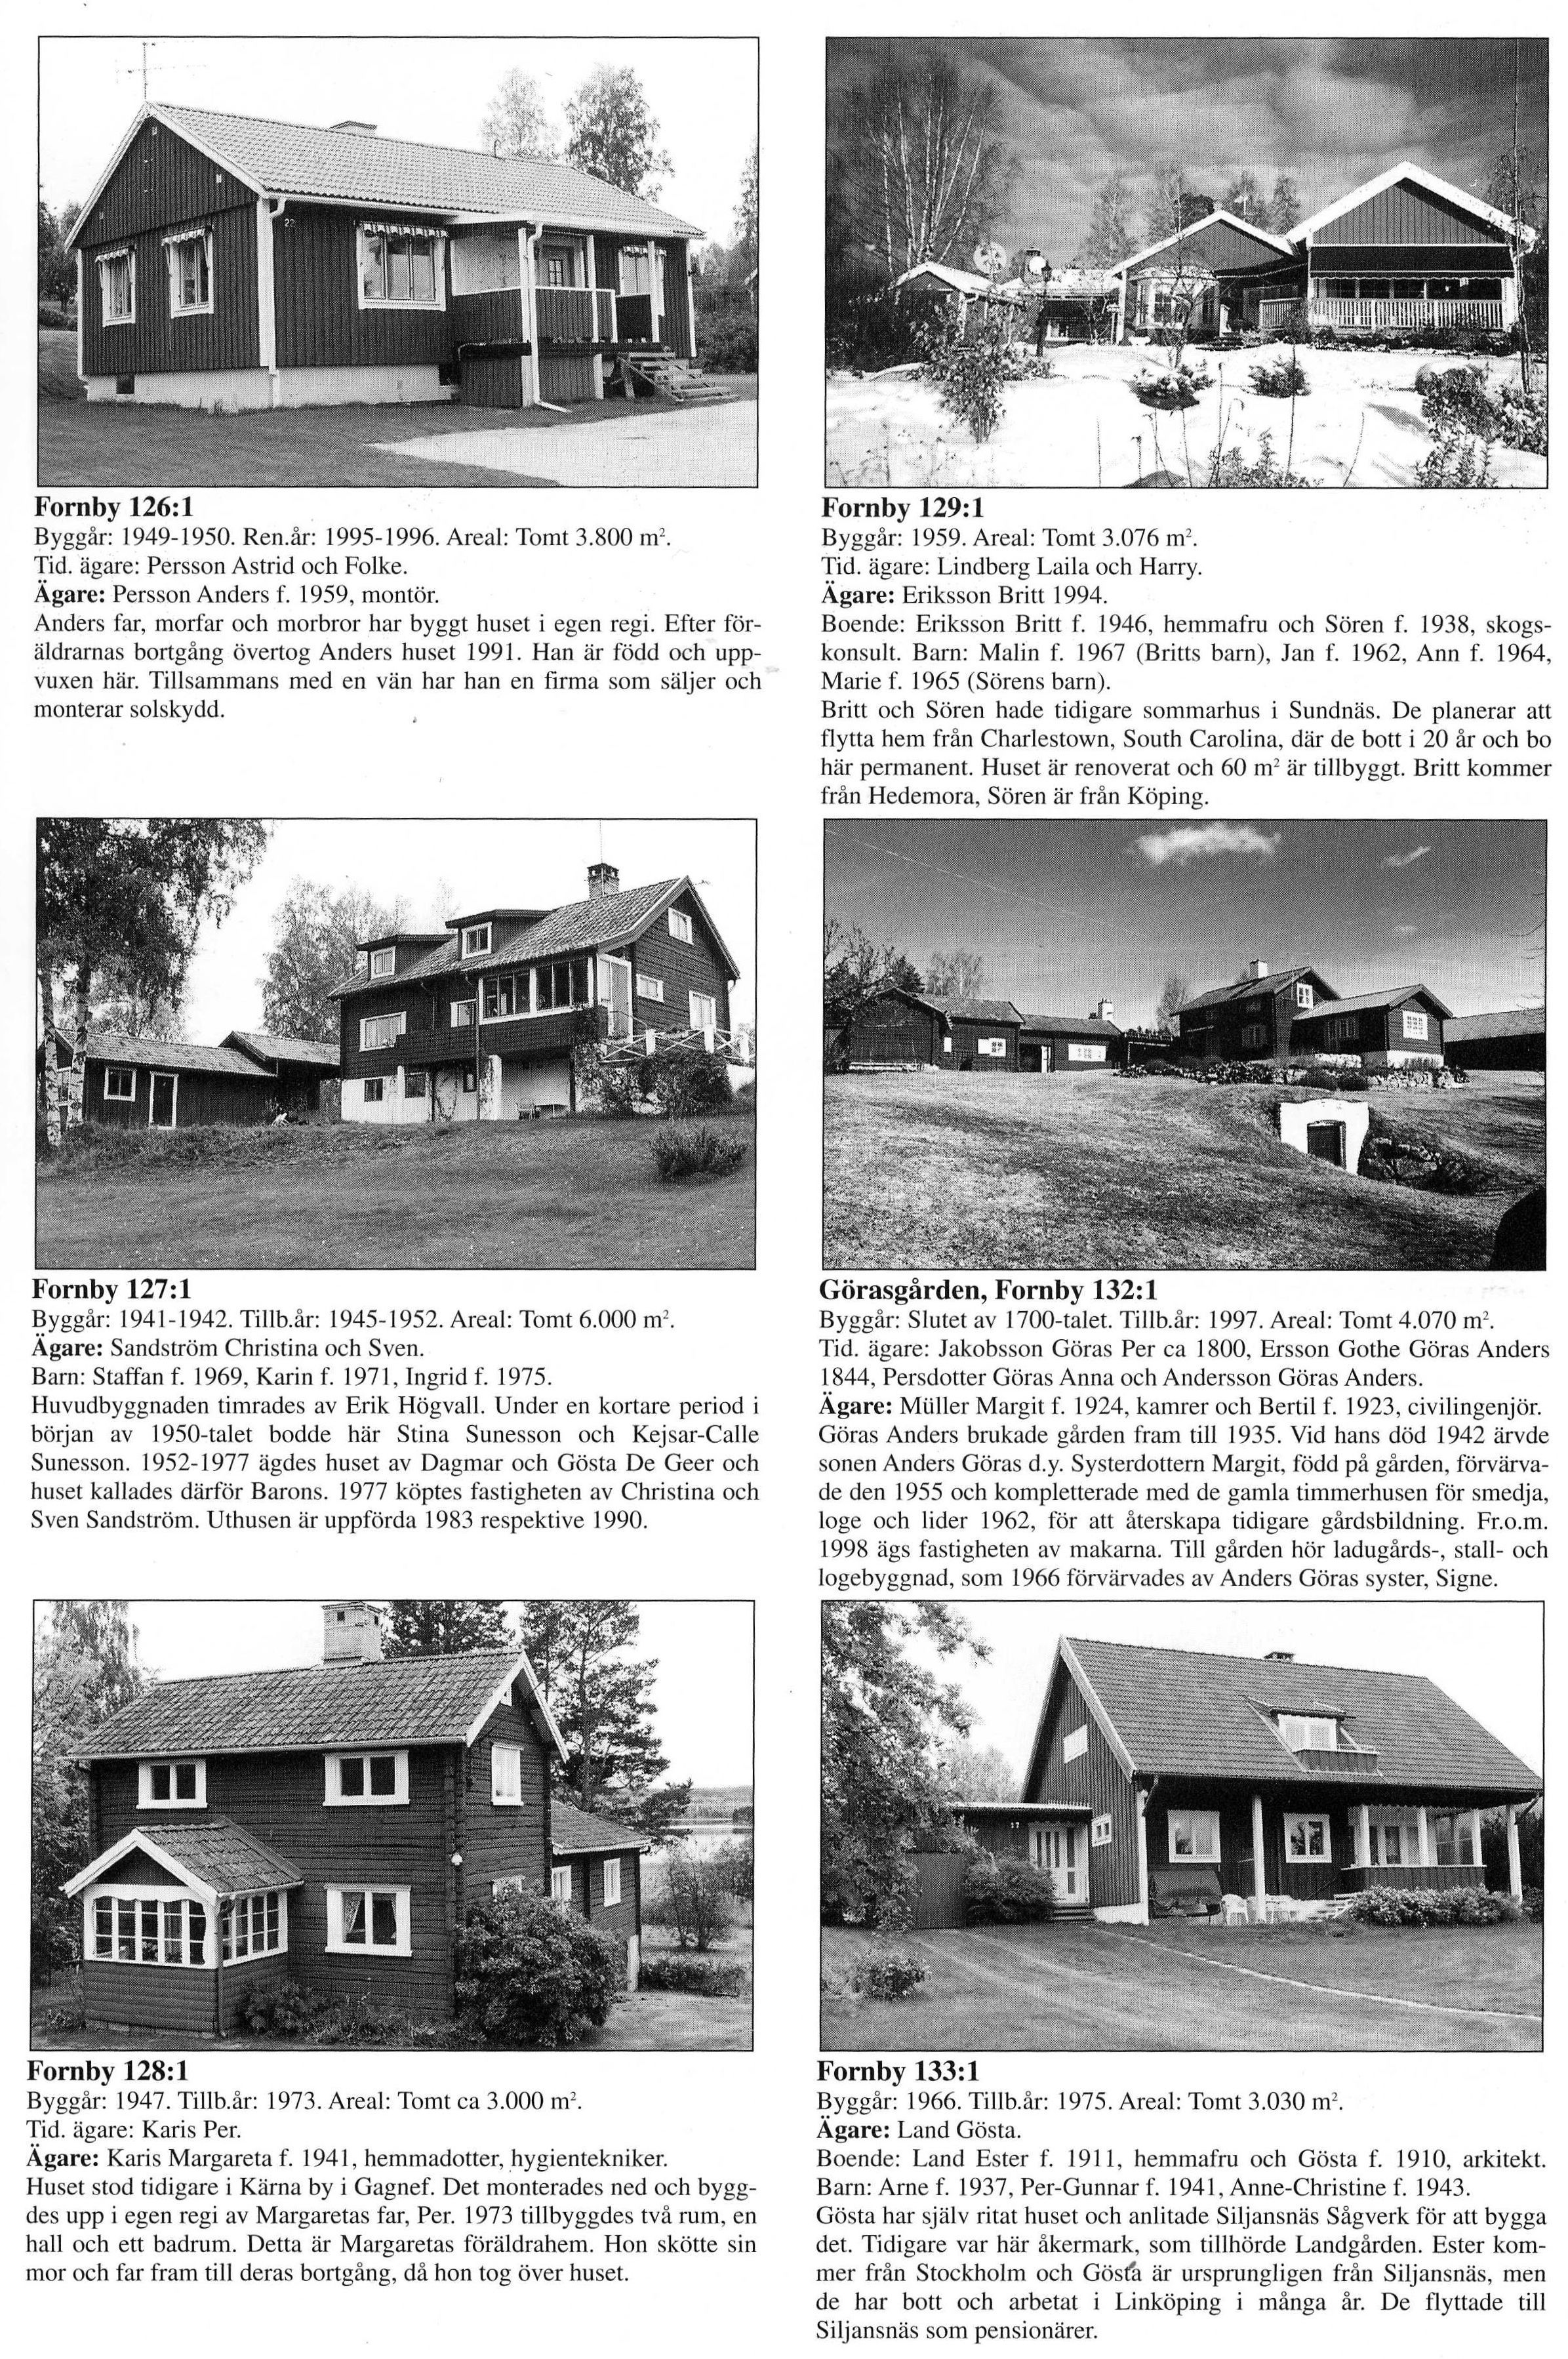 22
Fornby 126:1
Byggår: 1949-1950. Ren.år: 1995-1996. Areal: Tomt 3.800 m².
Tid. ägare: Persson Astrid och Folke.
Ägare: Persson Anders f. 1959, montör.
Anders far, morfar och morbror har byggt huset i egen regi. Efter för-
äldrarnas bortgång övertog Anders huset 1991. Han är född och upp-
vuxen här. Tillsammans med en vän har han en firma som säljer och
monterar solskydd.
Fornby 127:1
Byggår: 1941-1942. Tillb.år: 1945-1952. Areal: Tomt 6.000 m².
Ägare: Sandström Christina och Sven.
Barn: Staffan f. 1969, Karin f. 1971, Ingrid f. 1975.
Huvudbyggnaden timrades av Erik Högvall. Under en kortare period i
början av 1950-talet bodde här Stina Sunesson och Kejsar-Calle
Sunesson. 1952-1977 ägdes huset av Dagmar och Gösta De Geer och
huset kallades därför Barons. 1977 köptes fastigheten av Christina och
Sven Sandström. Uthusen är uppförda 1983 respektive 1990.
Fornby 128:1
Byggår: 1947. Tillb.år: 1973. Areal: Tomt ca 3.000 m².
Tid. ägare: Karis Per.
Ägare: Karis Margareta f. 1941, hemmadotter, hygientekniker.
Huset stod tidigare i Kärna by i Gagnef. Det monterades ned och bygg-
des upp i egen regi av Margaretas far, Per. 1973 tillbyggdes två rum, en
hall och ett badrum. Detta är Margaretas föräldrahem. Hon skötte sin
mor och far fram till deras bortgång, då hon tog över huset.
Fornby 129:1
Byggår: 1959. Areal: Tomt 3.076 m².
Tid. ägare: Lindberg Laila och Harry.
Ägare: Eriksson Britt 1994.
Boende: Eriksson Britt f. 1946, hemmafru och Sören f. 1938, skogs-
konsult. Barn: Malin f. 1967 (Britts barn), Jan f. 1962, Ann f. 1964,
Marie f. 1965 (Sörens barn).
Britt och Sören hade tidigare sommarhus i Sundnäs. De planerar att
flytta hem från Charlestown, South Carolina, där de bott i 20 år och bo
här permanent. Huset är renoverat och 60 m² är tillbyggt. Britt kommer
från Hedemora, Sören är från Köping.
Görasgården, Fornby 132:1
Byggår: Slutet av 1700-talet. Tillb.år: 1997. Areal: Tomt 4.070 m².
Tid. ägare: Jakobsson Göras Per ca 1800, Ersson Gothe Göras Anders
1844, Persdotter Göras Anna och Andersson Göras Anders.
Ägare: Müller Margit f. 1924, kamrer och Bertil f. 1923, civilingenjör.
Göras Anders brukade gården fram till 1935. Vid hans död 1942 ärvde
sonen Anders Göras d.y. Systerdottern Margit, född på gården, förvärva-
de den 1955 och kompletterade med de gamla timmerhusen för smedja,
loge och lider 1962, för att återskapa tidigare gårdsbildning. Fr.o.m.
1998 ägs fastigheten av makarna. Till gården hör ladugårds-, stall- och
logebyggnad, som 1966 förvärvades av Anders Göras syster, Signe.
17
Fornby 133:1
Byggår: 1966. Tillb.år: 1975. Areal: Tomt 3.030 m².
Ägare: Land Gösta.
Boende: Land Ester f. 1911, hemmafru och Gösta f. 1910, arkitekt.
Barn: Arne f. 1937, Per-Gunnar f. 1941, Anne-Christine f. 1943.
Gösta har själv ritat huset och anlitade Siljansnäs Sågverk för att bygga
det. Tidigare var här åkermark, som tillhörde Landgården. Ester kom-
mer från Stockholm och Gösta är ursprungligen från Siljansnäs, men
de har bott och arbetat i Linköping i många år. De flyttade till
Siljansnäs som pensionärer.